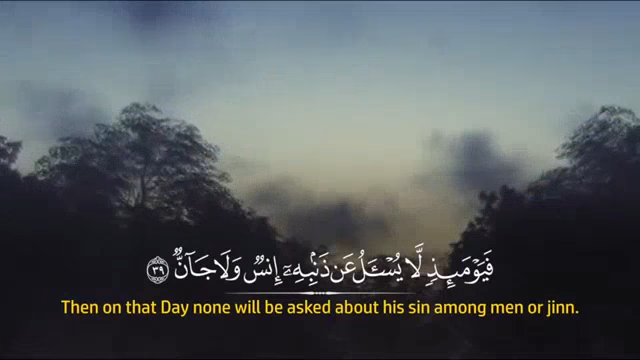 فَيَوْمَئِذٍ لَّا يُسْـَٔلُ عَن ذَنۢبِهِۦٓ إِنسٌ وَلَا جَآنٌّ ٣٩
Then on that Day none will be asked about his sin among men or jinn.